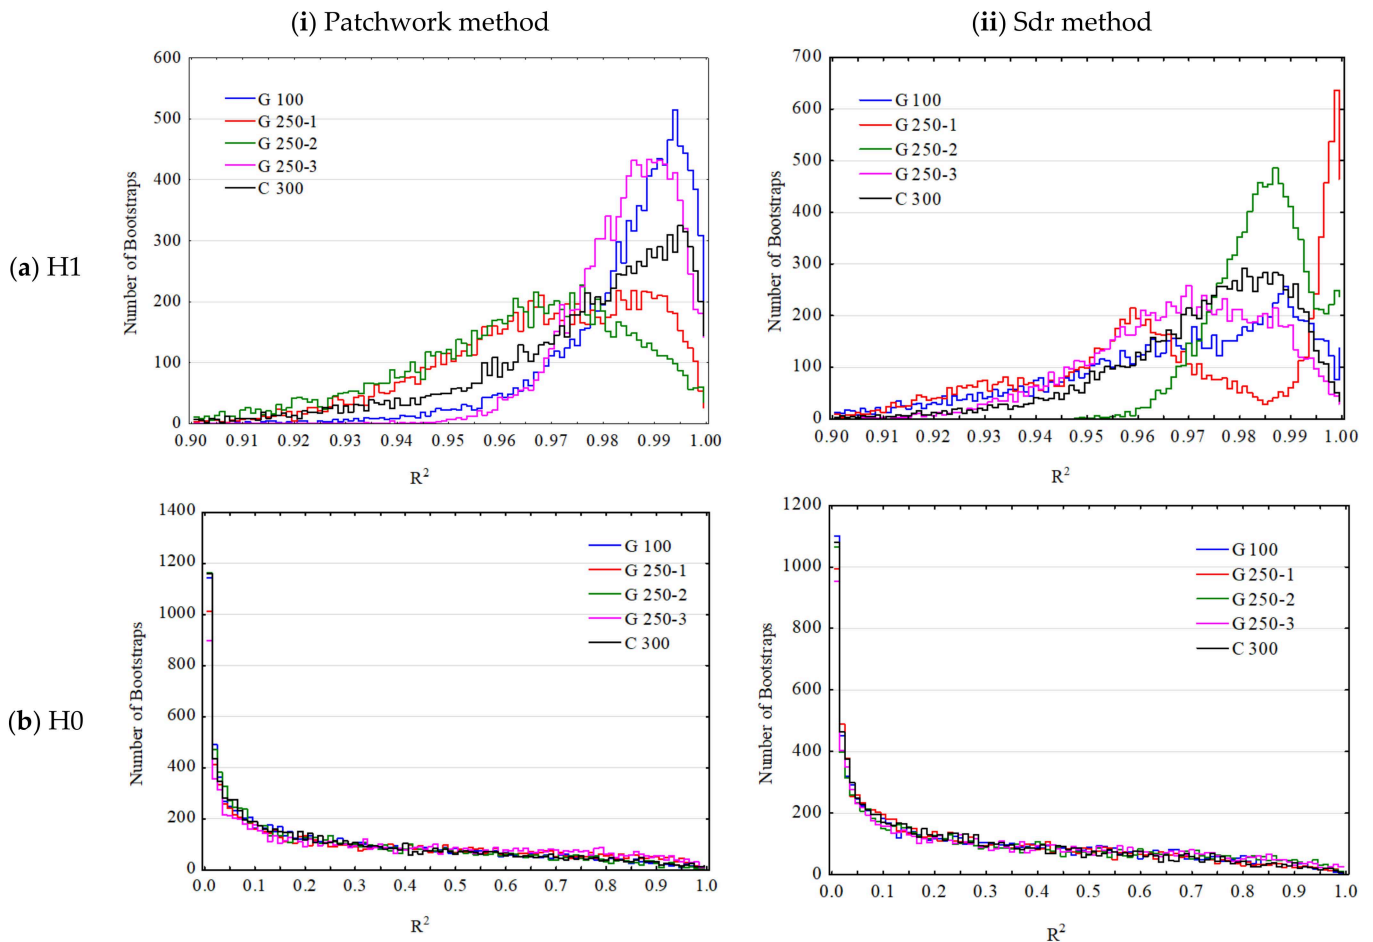 (i) Patchwork method
(ii) Sdr method
(a) H1
600
500
400
300
200
100
0
Number of Bootstraps
G 100
G 250-1
G 250-2
G 250-3
C 300
0.90 0.91 0.92 0.93 0.94 0.95 0.96 0.97 0.98 0.99 1.00
R²
700
600
500
400
300
200
100
0
Number of Bootstraps
G 100
G 250-1
G 250-2
G 250-3
C 300
0.90 0.91 0.92 0.93 0.94 0.95 0.96 0.97 0.98 0.99 1.00
R²
(b) H0
1400
1200
1000
800
600
400
200
0
Number of Bootstraps
G 100
G 250-1
G 250-2
G 250-3
C 300
0.0 0.1 0.2 0.3 0.4 0.5 0.6 0.7 0.8 0.9 1.0
R²
1200
1000
800
600
400
200
0
Number of Bootstraps
G 100
G 250-1
G 250-2
G 250-3
C 300
0.0 0.1 0.2 0.3 0.4 0.5 0.6 0.7 0.8 0.9 1.0
R²